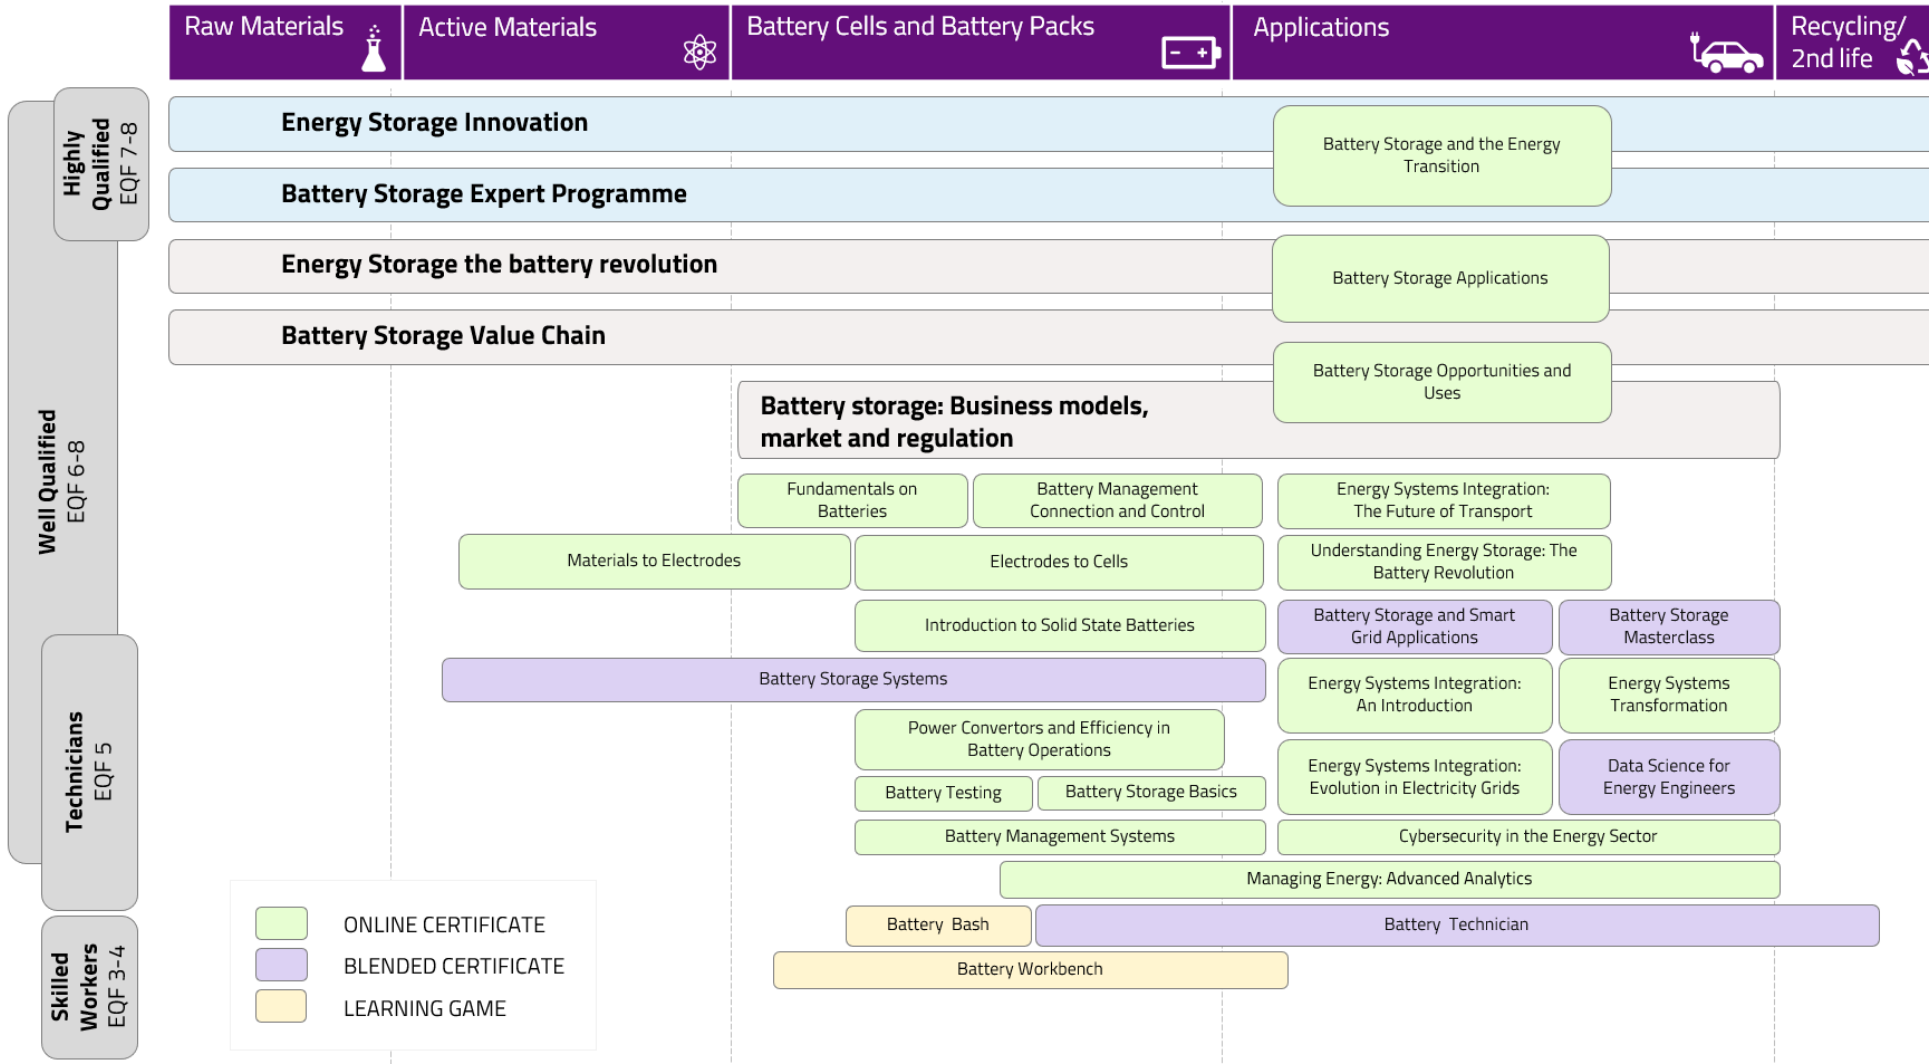 Raw Materials
Active Materials
Battery Cells and Battery Packs
- +
Applications
Recycling/
2nd life
Highly
Qualified
EQF 7-8
Well Qualified
EQF 6-8
Technicians
EQF 5
Skilled
Workers
EQF 3-4
Energy Storage Innovation
Battery Storage and the Energy
Transition
Battery Storage Expert Programme
Energy Storage the battery revolution
Battery Storage Applications
Battery Storage Value Chain
Battery Storage Opportunities and
Uses
Battery storage: Business models,
market and regulation
Fundamentals on
Batteries
Battery Management
Connection and Control
Energy Systems Integration:
The Future of Transport
Materials to Electrodes
Electrodes to Cells
Understanding Energy Storage: The
Battery Revolution
Introduction to Solid State Batteries
Battery Storage and Smart
Grid Applications
Battery Storage
Masterclass
Battery Storage Systems
Energy Systems Integration:
An Introduction
Energy Systems
Transformation
Power Convertors and Efficiency in
Battery Operations
Energy Systems Integration:
Evolution in Electricity Grids
Data Science for
Energy Engineers
Battery Testing
Battery Storage Basics
Battery Management Systems
Cybersecurity in the Energy Sector
Managing Energy: Advanced Analytics
Battery Bash
Battery Technician
Battery Workbench
ONLINE CERTIFICATE
BLENDED CERTIFICATE
LEARNING GAME